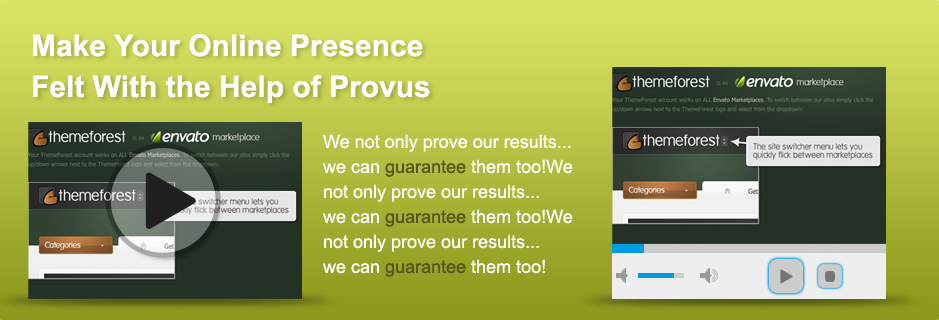 Make Your Online Presence
Felt With the Help of Provus
themeforest is an envato marketplace
Your ThemeForest account works on ALL Envato Marketplaces. To switch between our sites simply click the
up/down arrows next to the ThemeForest logo and select from the dropdown:
themeforest
switcher menu lets you
quickly flick between marketplaces
Categories
Get
We not only prove our results...
we can guarantee them too!We
not only prove our results...
we can guarantee them too!We
not only prove our results...
we can guarantee them too!
themeforest is an envato marketplace
Your ThemeForest account works on ALL Envato Marketplaces. To switch between our sites simply click the
up/down arrows next to the ThemeForest logo and select from the dropdown:
themeforest
The site switcher menu lets you
quickly flick between marketplaces
Categories
Get